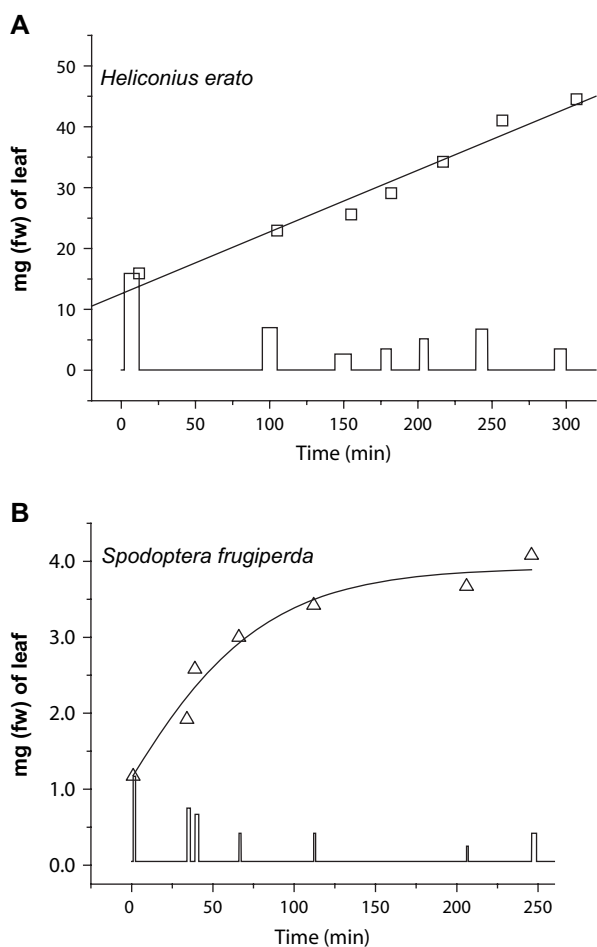 A
Heliconius erato
50
40
30
20
10
0
mg (fw) of leaf
0 50 100 150 200 250 300
Time (min)
B
Spodoptera frugiperda
4.0
3.0
2.0
1.0
0.0
mg (fw) of leaf
0 50 100 150 200 250
Time (min)